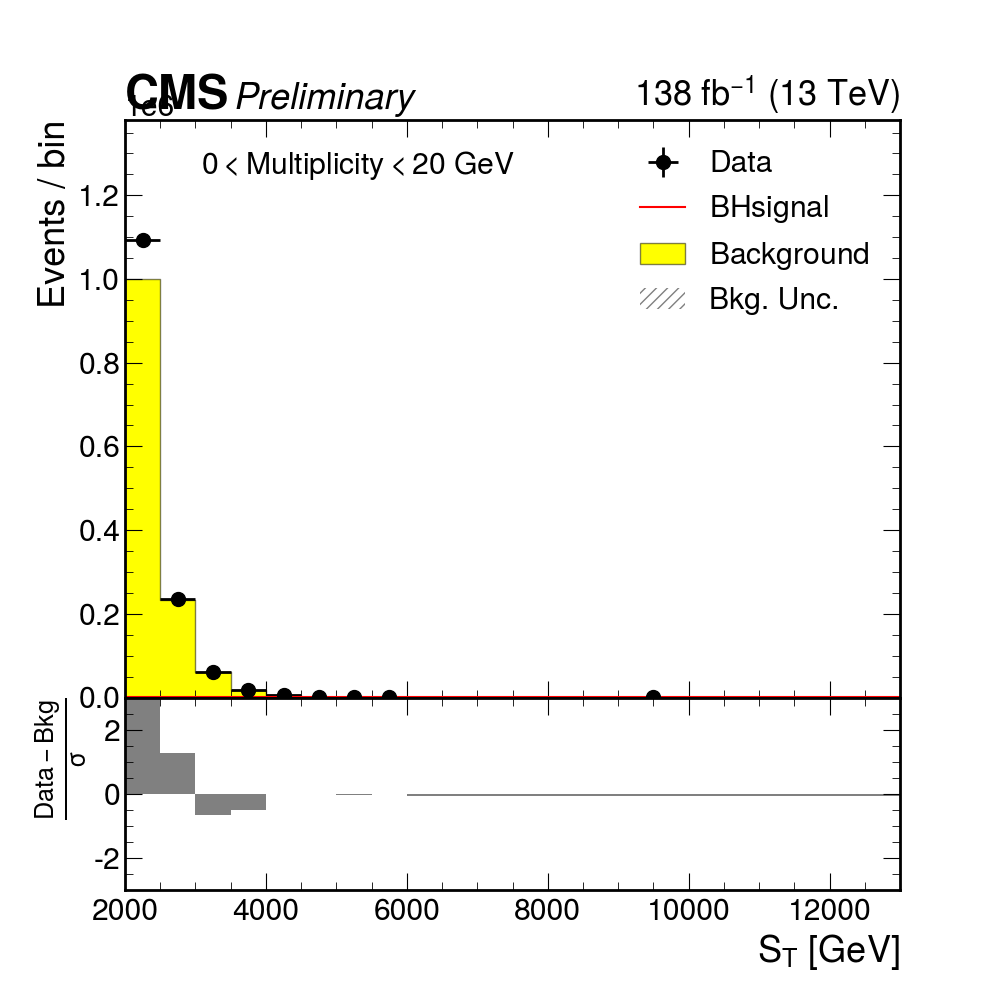 CMS Preliminary 138 fb⁻¹ (13 TeV)
1e6
Events / bin
0 < Multiplicity < 20 GeV
Data
BHsignal
Background
Bkg. Unc.
1.2
1.0
0.8
0.6
0.4
0.2
0.0
Data – Bkg
σ
2
0
-2
2000 4000 6000 8000 10000 12000
S_T [GeV]